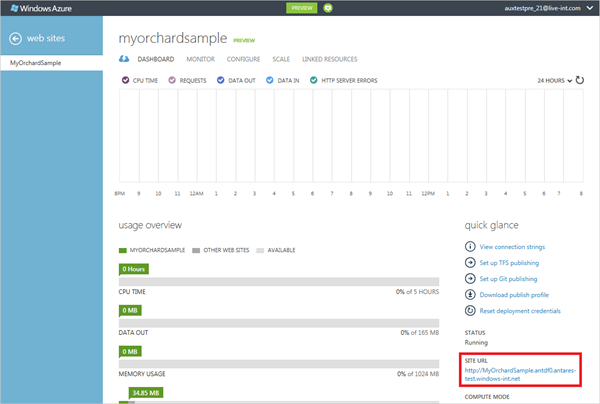 Windows Azure
PREVIEW
auxtestpre_21@live-int.com
web sites
MyOrchardSample
myorchardsample PREVIEW
DASHBOARD MONITOR CONFIGURE SCALE LINKED RESOURCES
CPU TIME REQUESTS DATA OUT DATA IN HTTP SERVER ERRORS 24 HOURS
8PM 9 10 11 12AM 1 2 3 4 5 6 7 8 9 10 11 12PM 1 2 3 4 5 6 7 8
usage overview
MYORCHARDSAMPLE OTHER WEB SITES AVAILABLE
0 Hours
CPU TIME 0% of 5 HOURS
0 MB
DATA OUT 0% of 165 MB
0 MB
MEMORY USAGE 0% of 1024 MB
34.85 MB
quick glance
View connection strings
Set up TFS publishing
Set up Git publishing
Download publish profile
Reset deployment credentials
STATUS
Running
SITE URL
http://MyOrchardSample.antdf0.antares-
test.windows-int.net
COMPUTE MODE